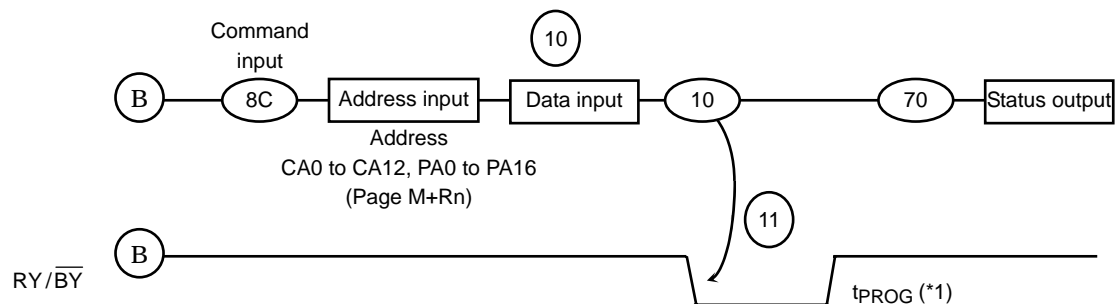 Command
input
10
B
8C
Address input
Data input
10
70
Status output
Address
CA0 to CA12, PA0 to PA16
(Page M+Rn)
11
B
RY/BY
tPROG (*1)